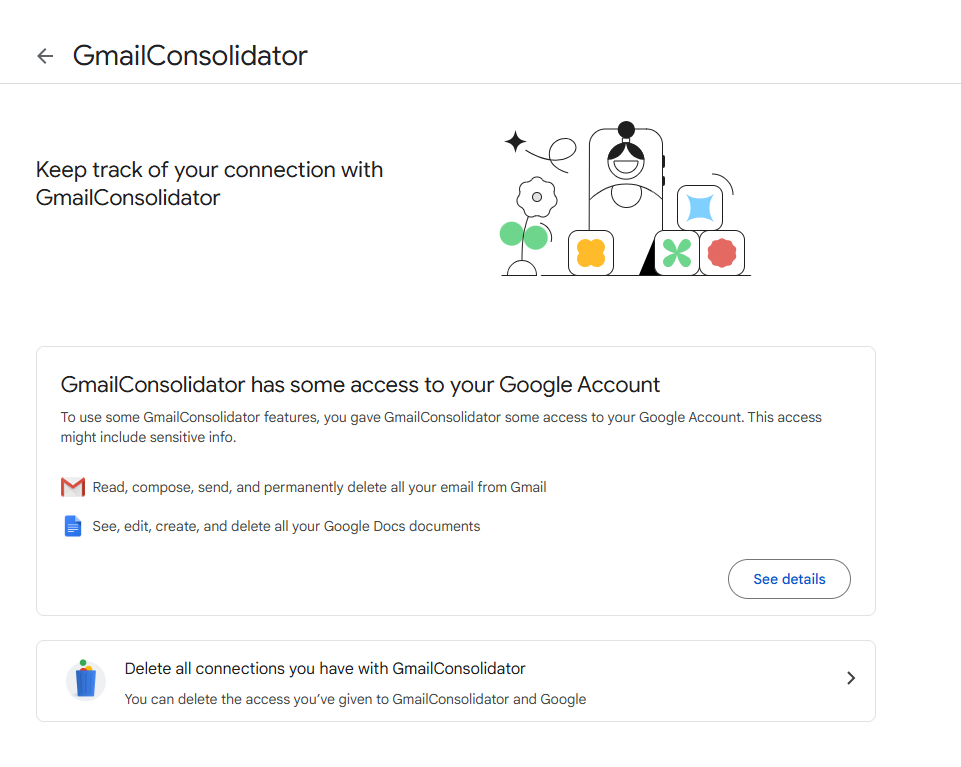 GmailConsolidator
Keep track of your connection with
GmailConsolidator
GmailConsolidator has some access to your Google Account
To use some GmailConsolidator features, you gave GmailConsolidator some access to your Google Account. This access
might include sensitive info.
Read, compose, send, and permanently delete all your email from Gmail
See, edit, create, and delete all your Google Docs documents
See details
Delete all connections you have with GmailConsolidator
You can delete the access you’ve given to GmailConsolidator and Google